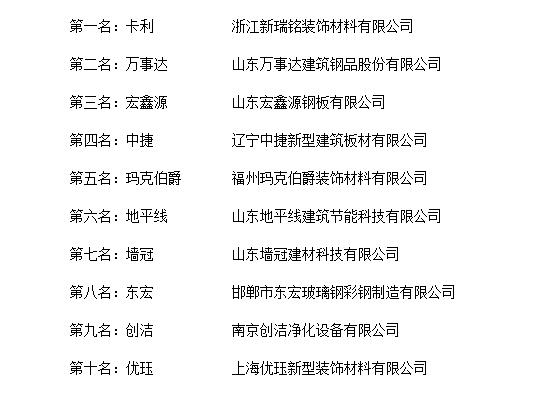 第一名：卡利 浙江新瑞铭装饰材料有限公司
第二名：万事达 山东万事达建筑钢品股份有限公司
第三名：宏鑫源 山东宏鑫源钢板有限公司
第四名：中捷 辽宁中捷新型建筑板材有限公司
第五名：玛克伯爵 福州玛克伯爵装饰材料有限公司
第六名：地平线 山东地平线建筑节能科技有限公司
第七名：墙冠 山东墙冠建材科技有限公司
第八名：东宏 邯郸市东宏玻璃钢彩钢制造有限公司
第九名：创洁 南京创洁净化设备有限公司
第十名：优珏 上海优珏新型装饰材料有限公司